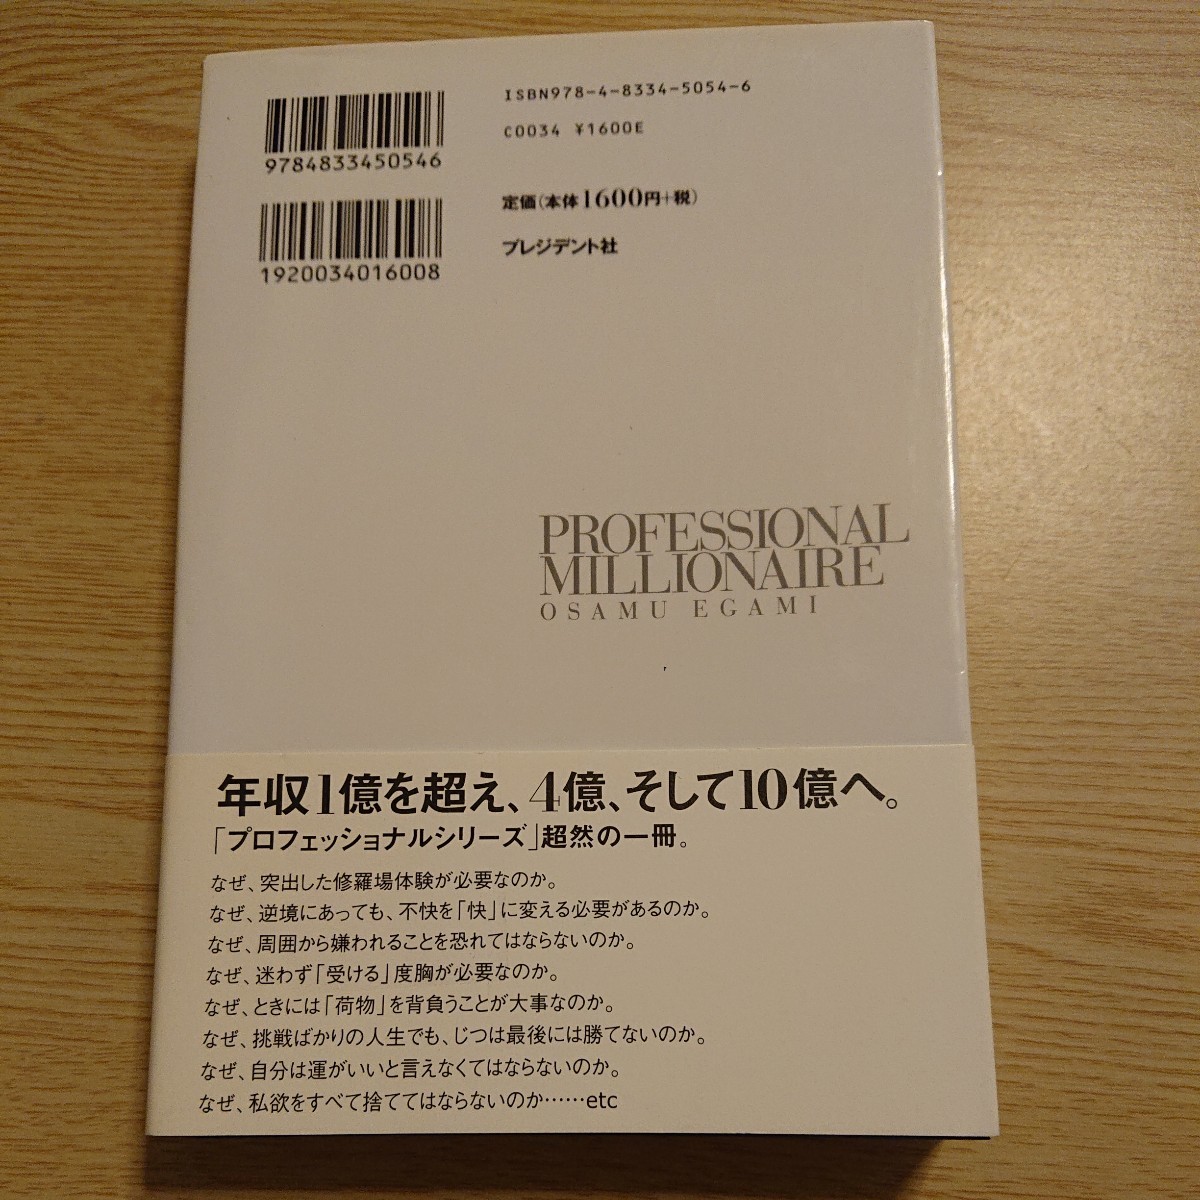 9784833450546
1920034016008
ISBN978-4-8334-5054-6
C0034 ¥1600E
定価(本体1600円+税)
プレジデント社
PROFESSIONAL
MILLIONAIRE
OSAMU EGAMI
年収1億を超え、4億、そして10億へ。
「プロフェッショナルシリーズ」超然の一冊。
なぜ、突出した修羅場体験が必要なのか。
なぜ、逆境にあっても、不快を「快」に変える必要があるのか。
なぜ、周囲から嫌われることを恐れてはならないのか。
なぜ、迷わず「受ける」度胸が必要なのか。
なぜ、ときには「荷物」を背負うことが大事なのか。
なぜ、挑戦ばかりの人生でも、じつは最後には勝てないのか。
なぜ、自分は運がいいと言えなくてはならないのか。
なぜ、私欲をすべて捨ててはならないのか……etc